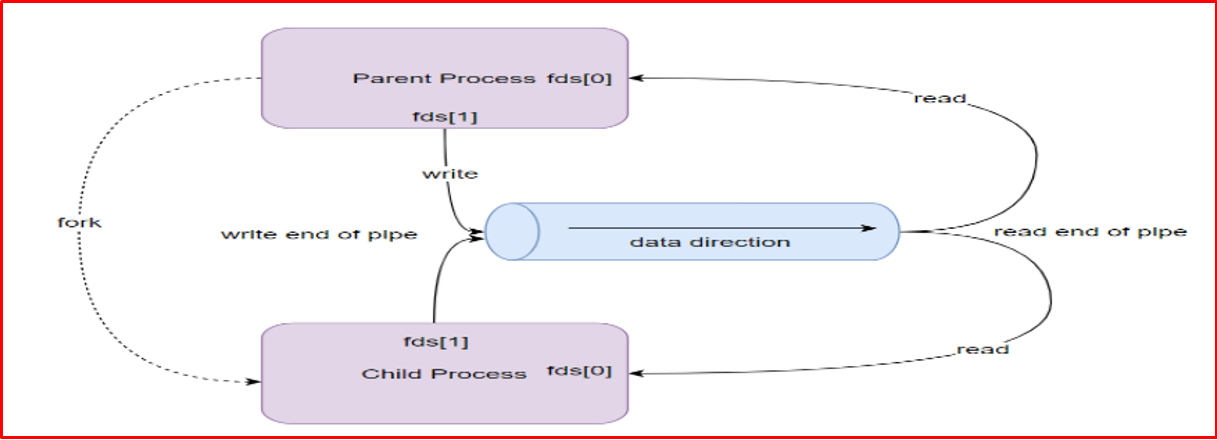 Parent Process fds[0]
fds[1]
read
write
fork
write end of pipe
data direction
read end of pipe
fds[1]
read
Child Process fds[0]